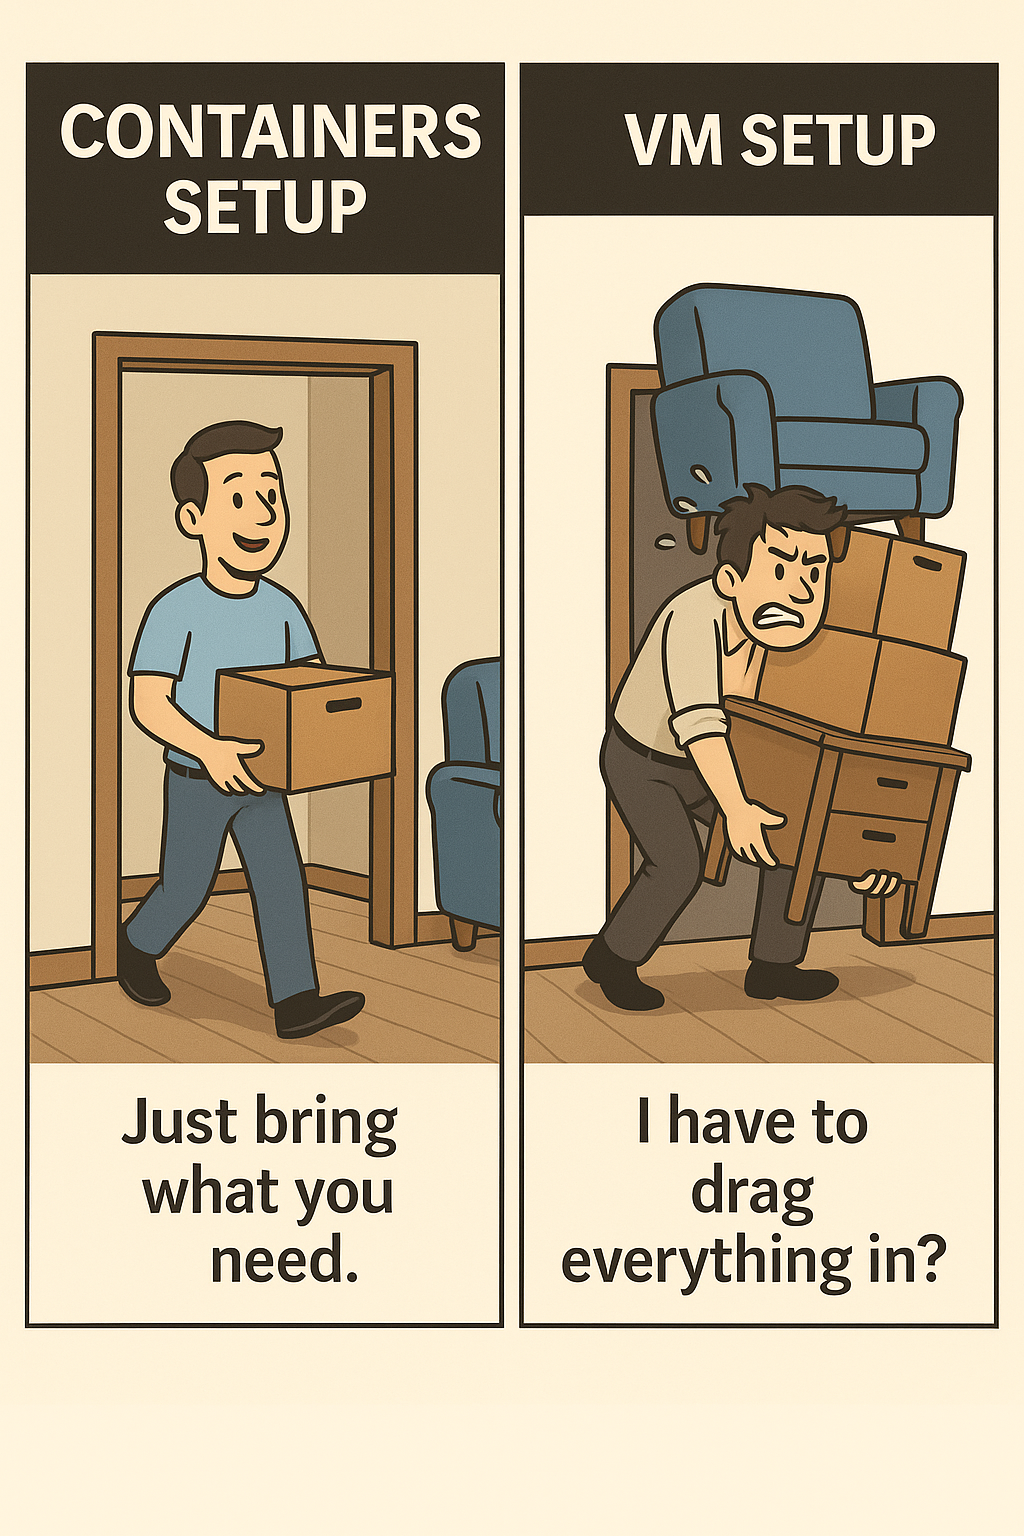 CONTAINERS
SETUP
Just bring
what you
need.
VM SETUP
I have to
drag
everything in?